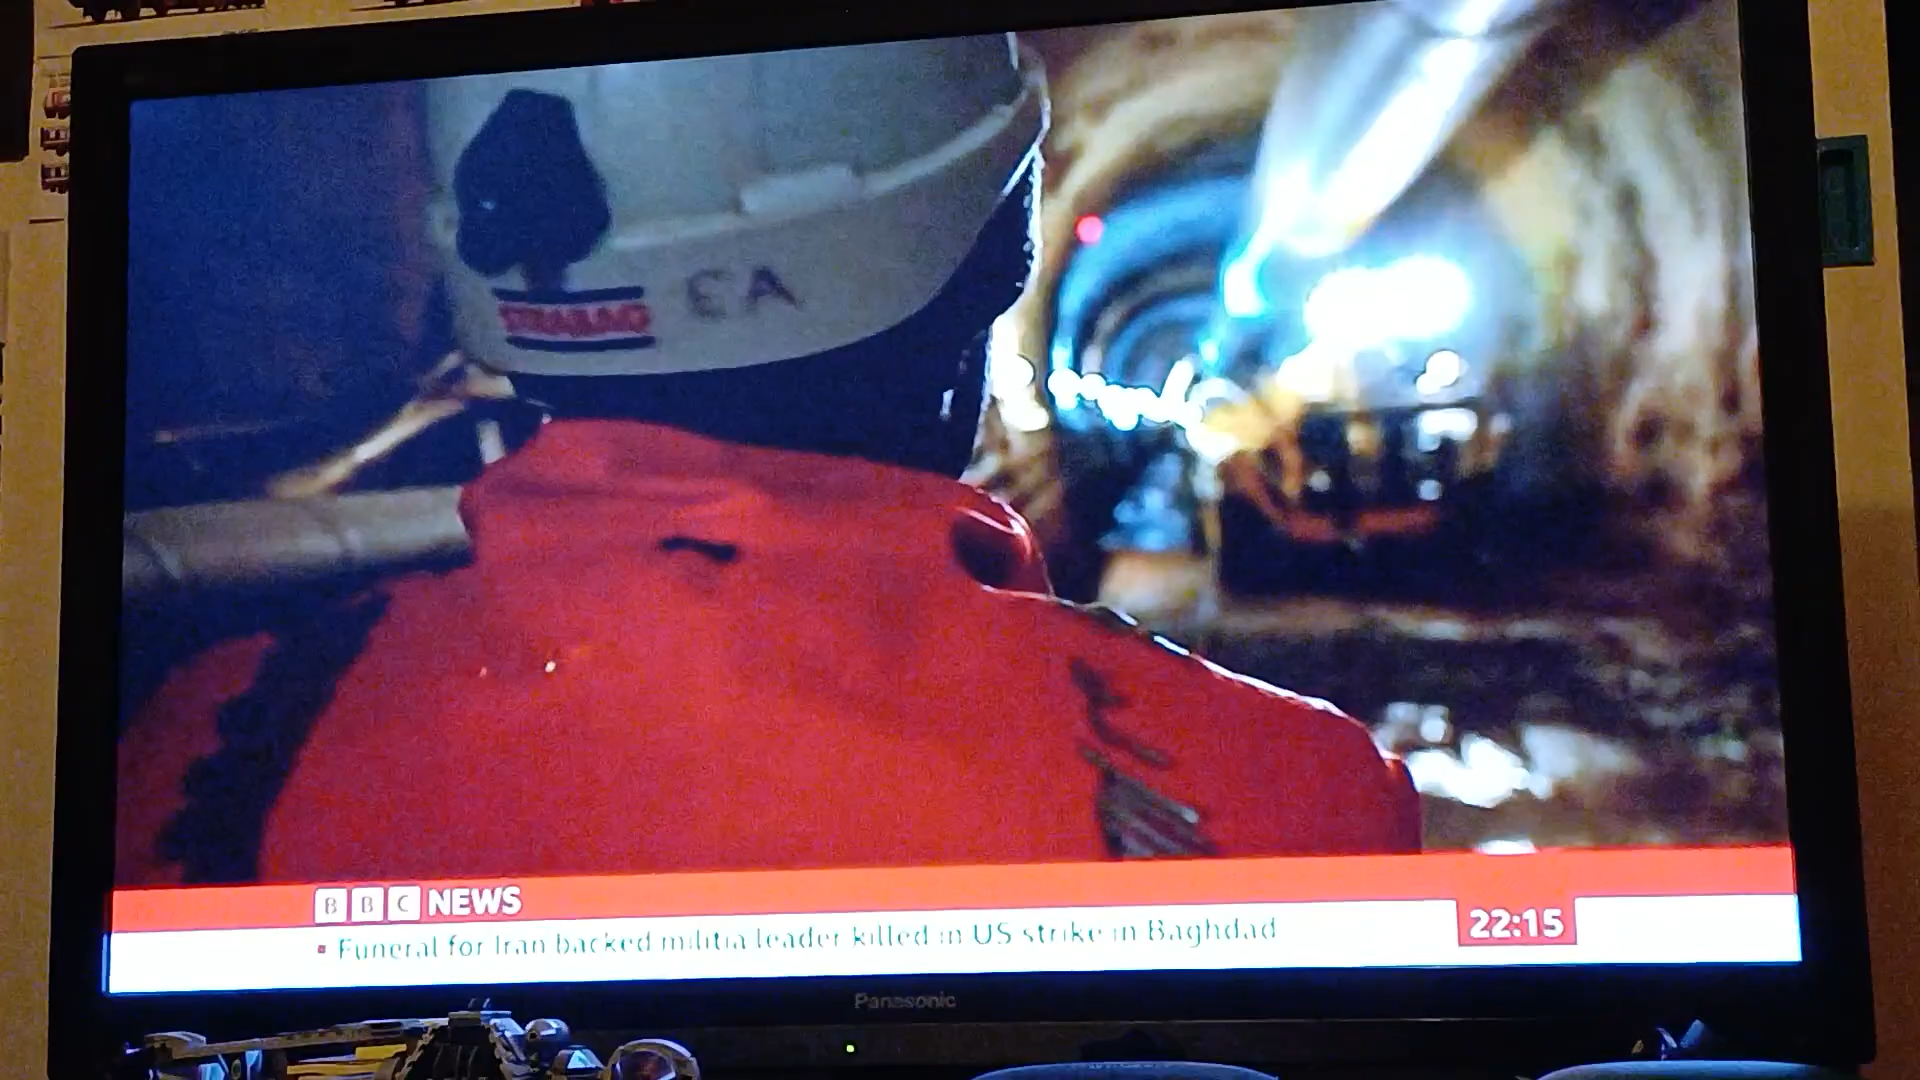 STRABAG
EA
BBC NEWS
Funeral for Iran backed militia leader killed in US strike in Baghdad
22:15
Panasonic